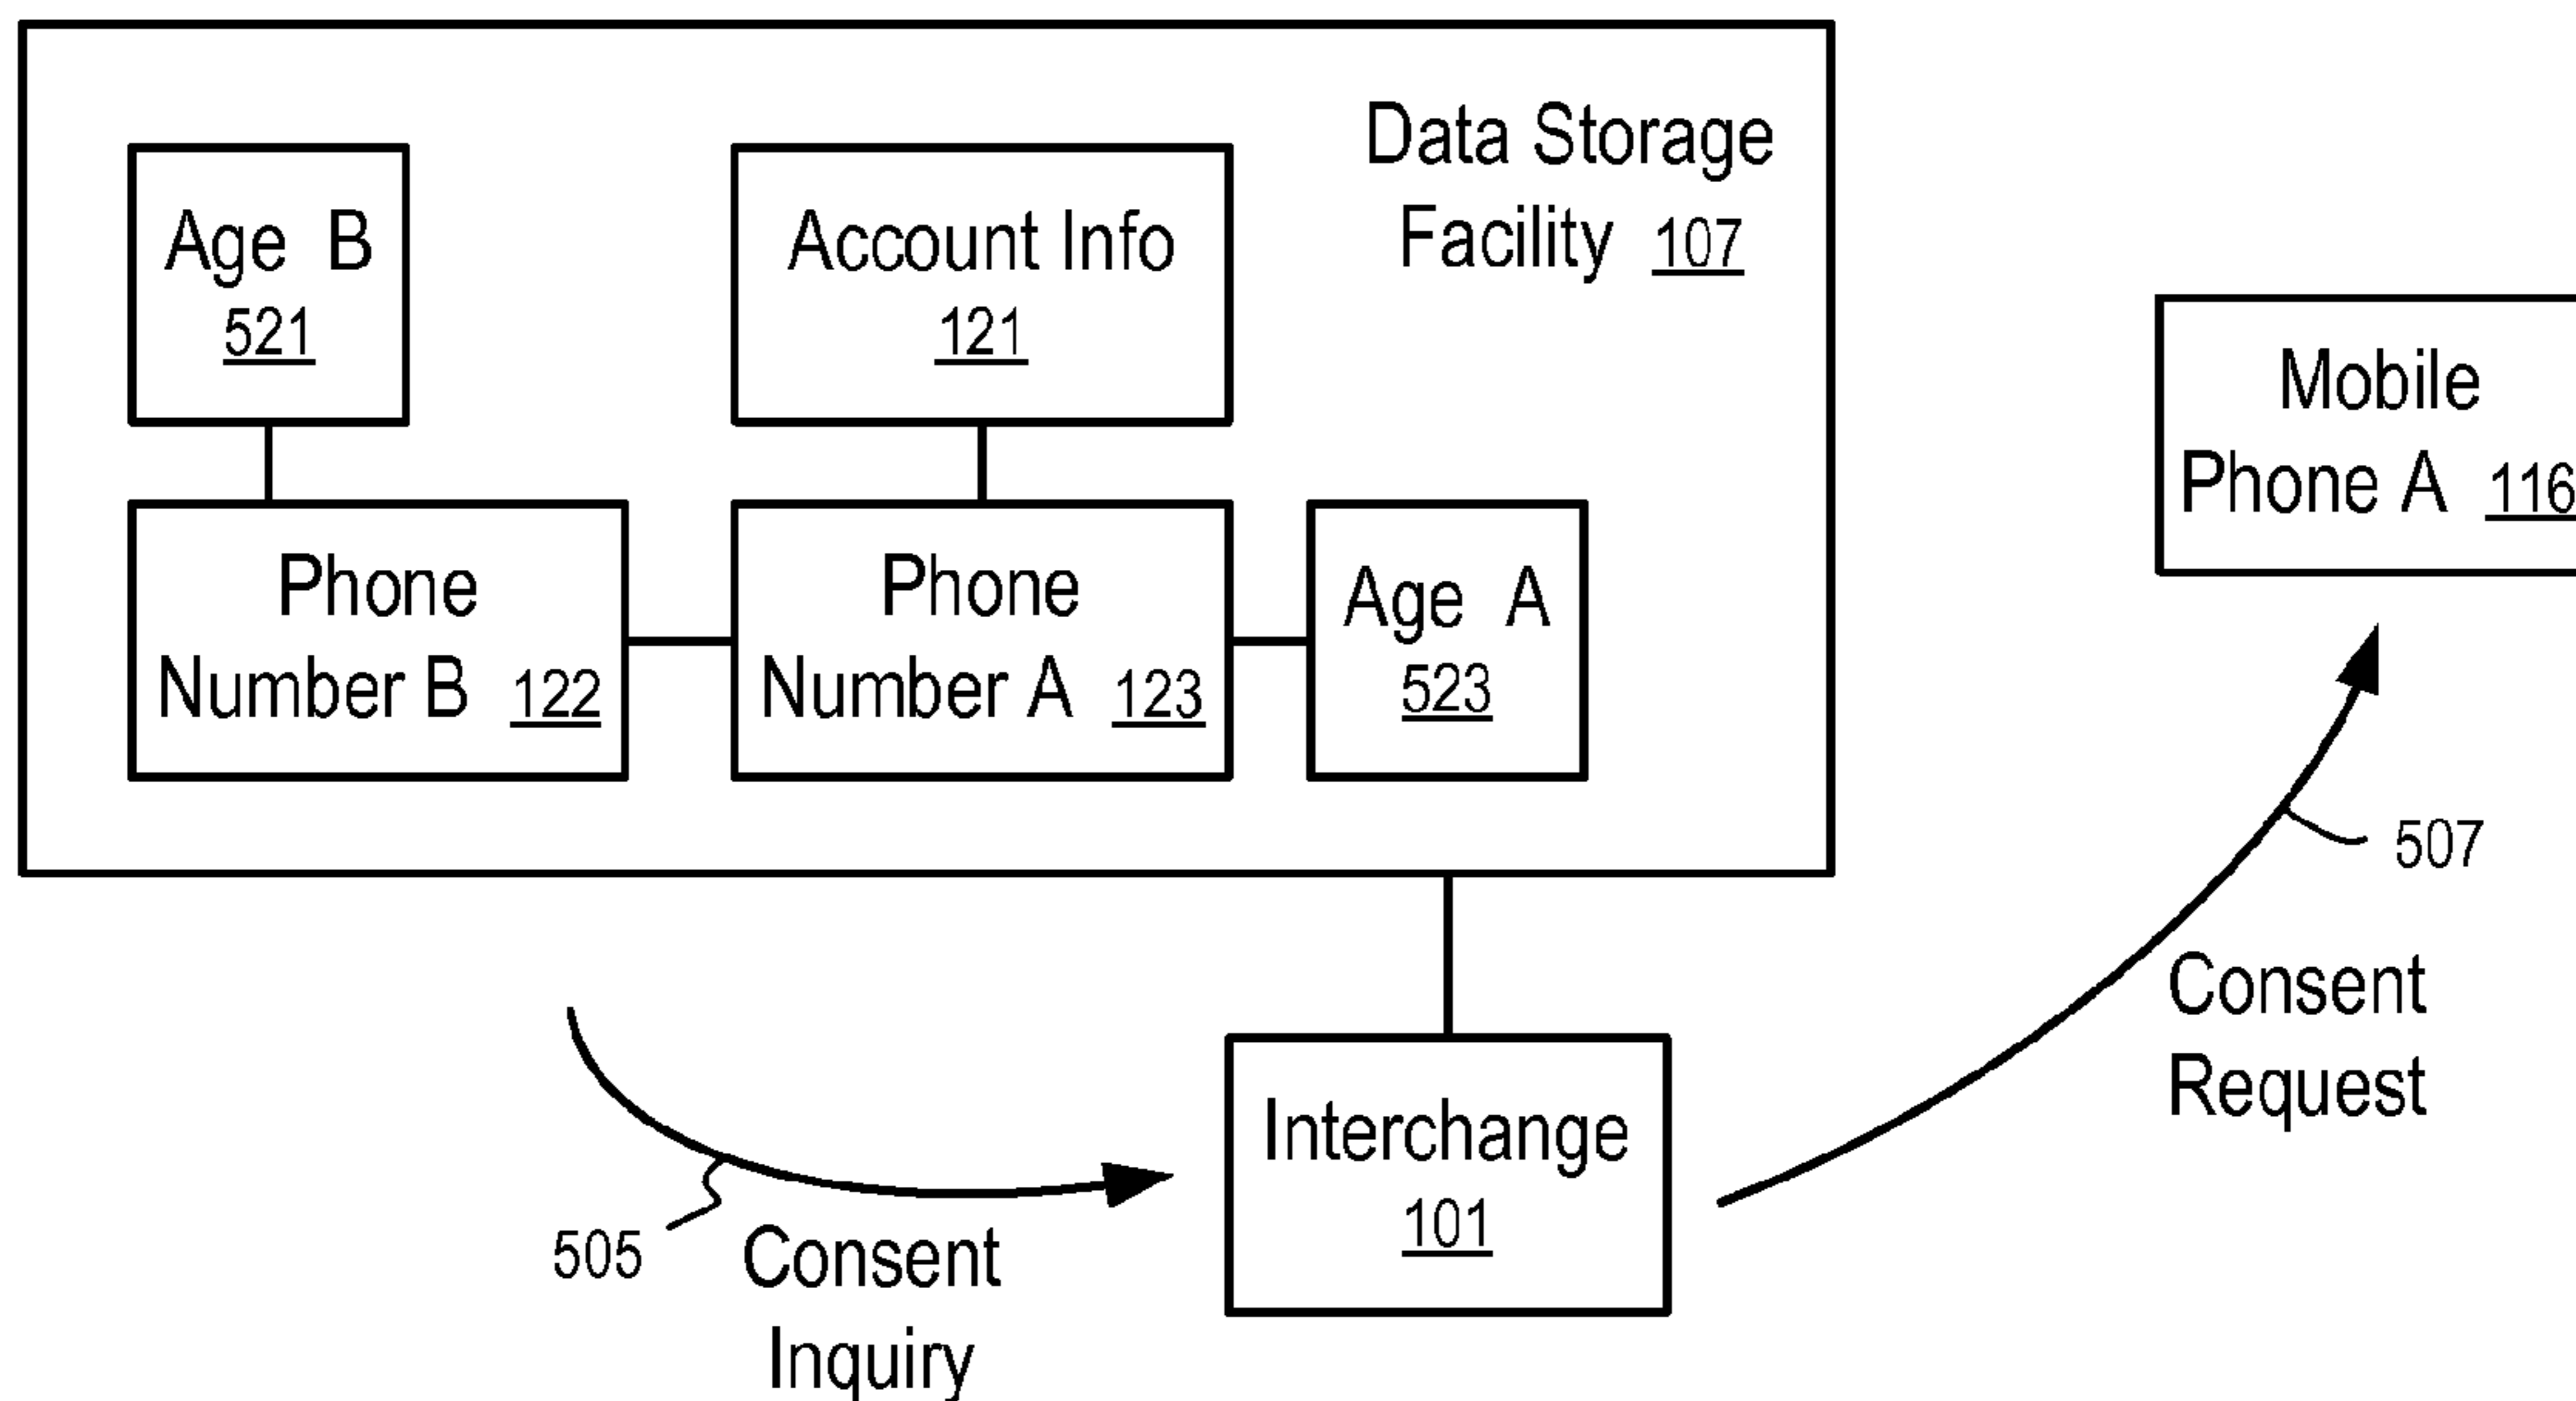 Data Storage
Facility 107
Age B
521
Account Info
121
Phone
Number B 122
Phone
Number A 123
Age A
523
Mobile
Phone A 116
507
Consent
Request
Interchange
101
505
Consent
Inquiry